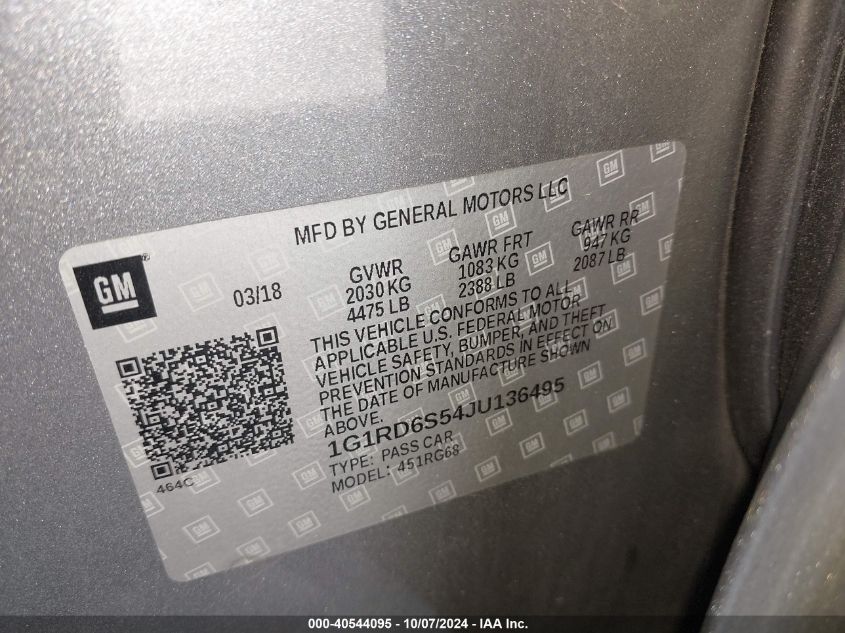 MFD BY GENERAL MOTORS LLC
GM
03/18
GVWR GAWR FRT GAWR RR
2030 KG 1083 KG 947 KG
4475 LB 2388 LB 2087 LB
THIS VEHICLE CONFORMS TO ALL
APPLICABLE U.S. FEDERAL MOTOR
VEHICLE SAFETY, BUMPER, AND THEFT
PREVENTION STANDARDS IN EFFECT ON
THE DATE OF MANUFACTURE SHOWN
ABOVE.
1G1RD6S54JU136495
TYPE: PASS CAR
MODEL: 451RG68
464C
000-40544095 - 10/07/2024 - IAA Inc.